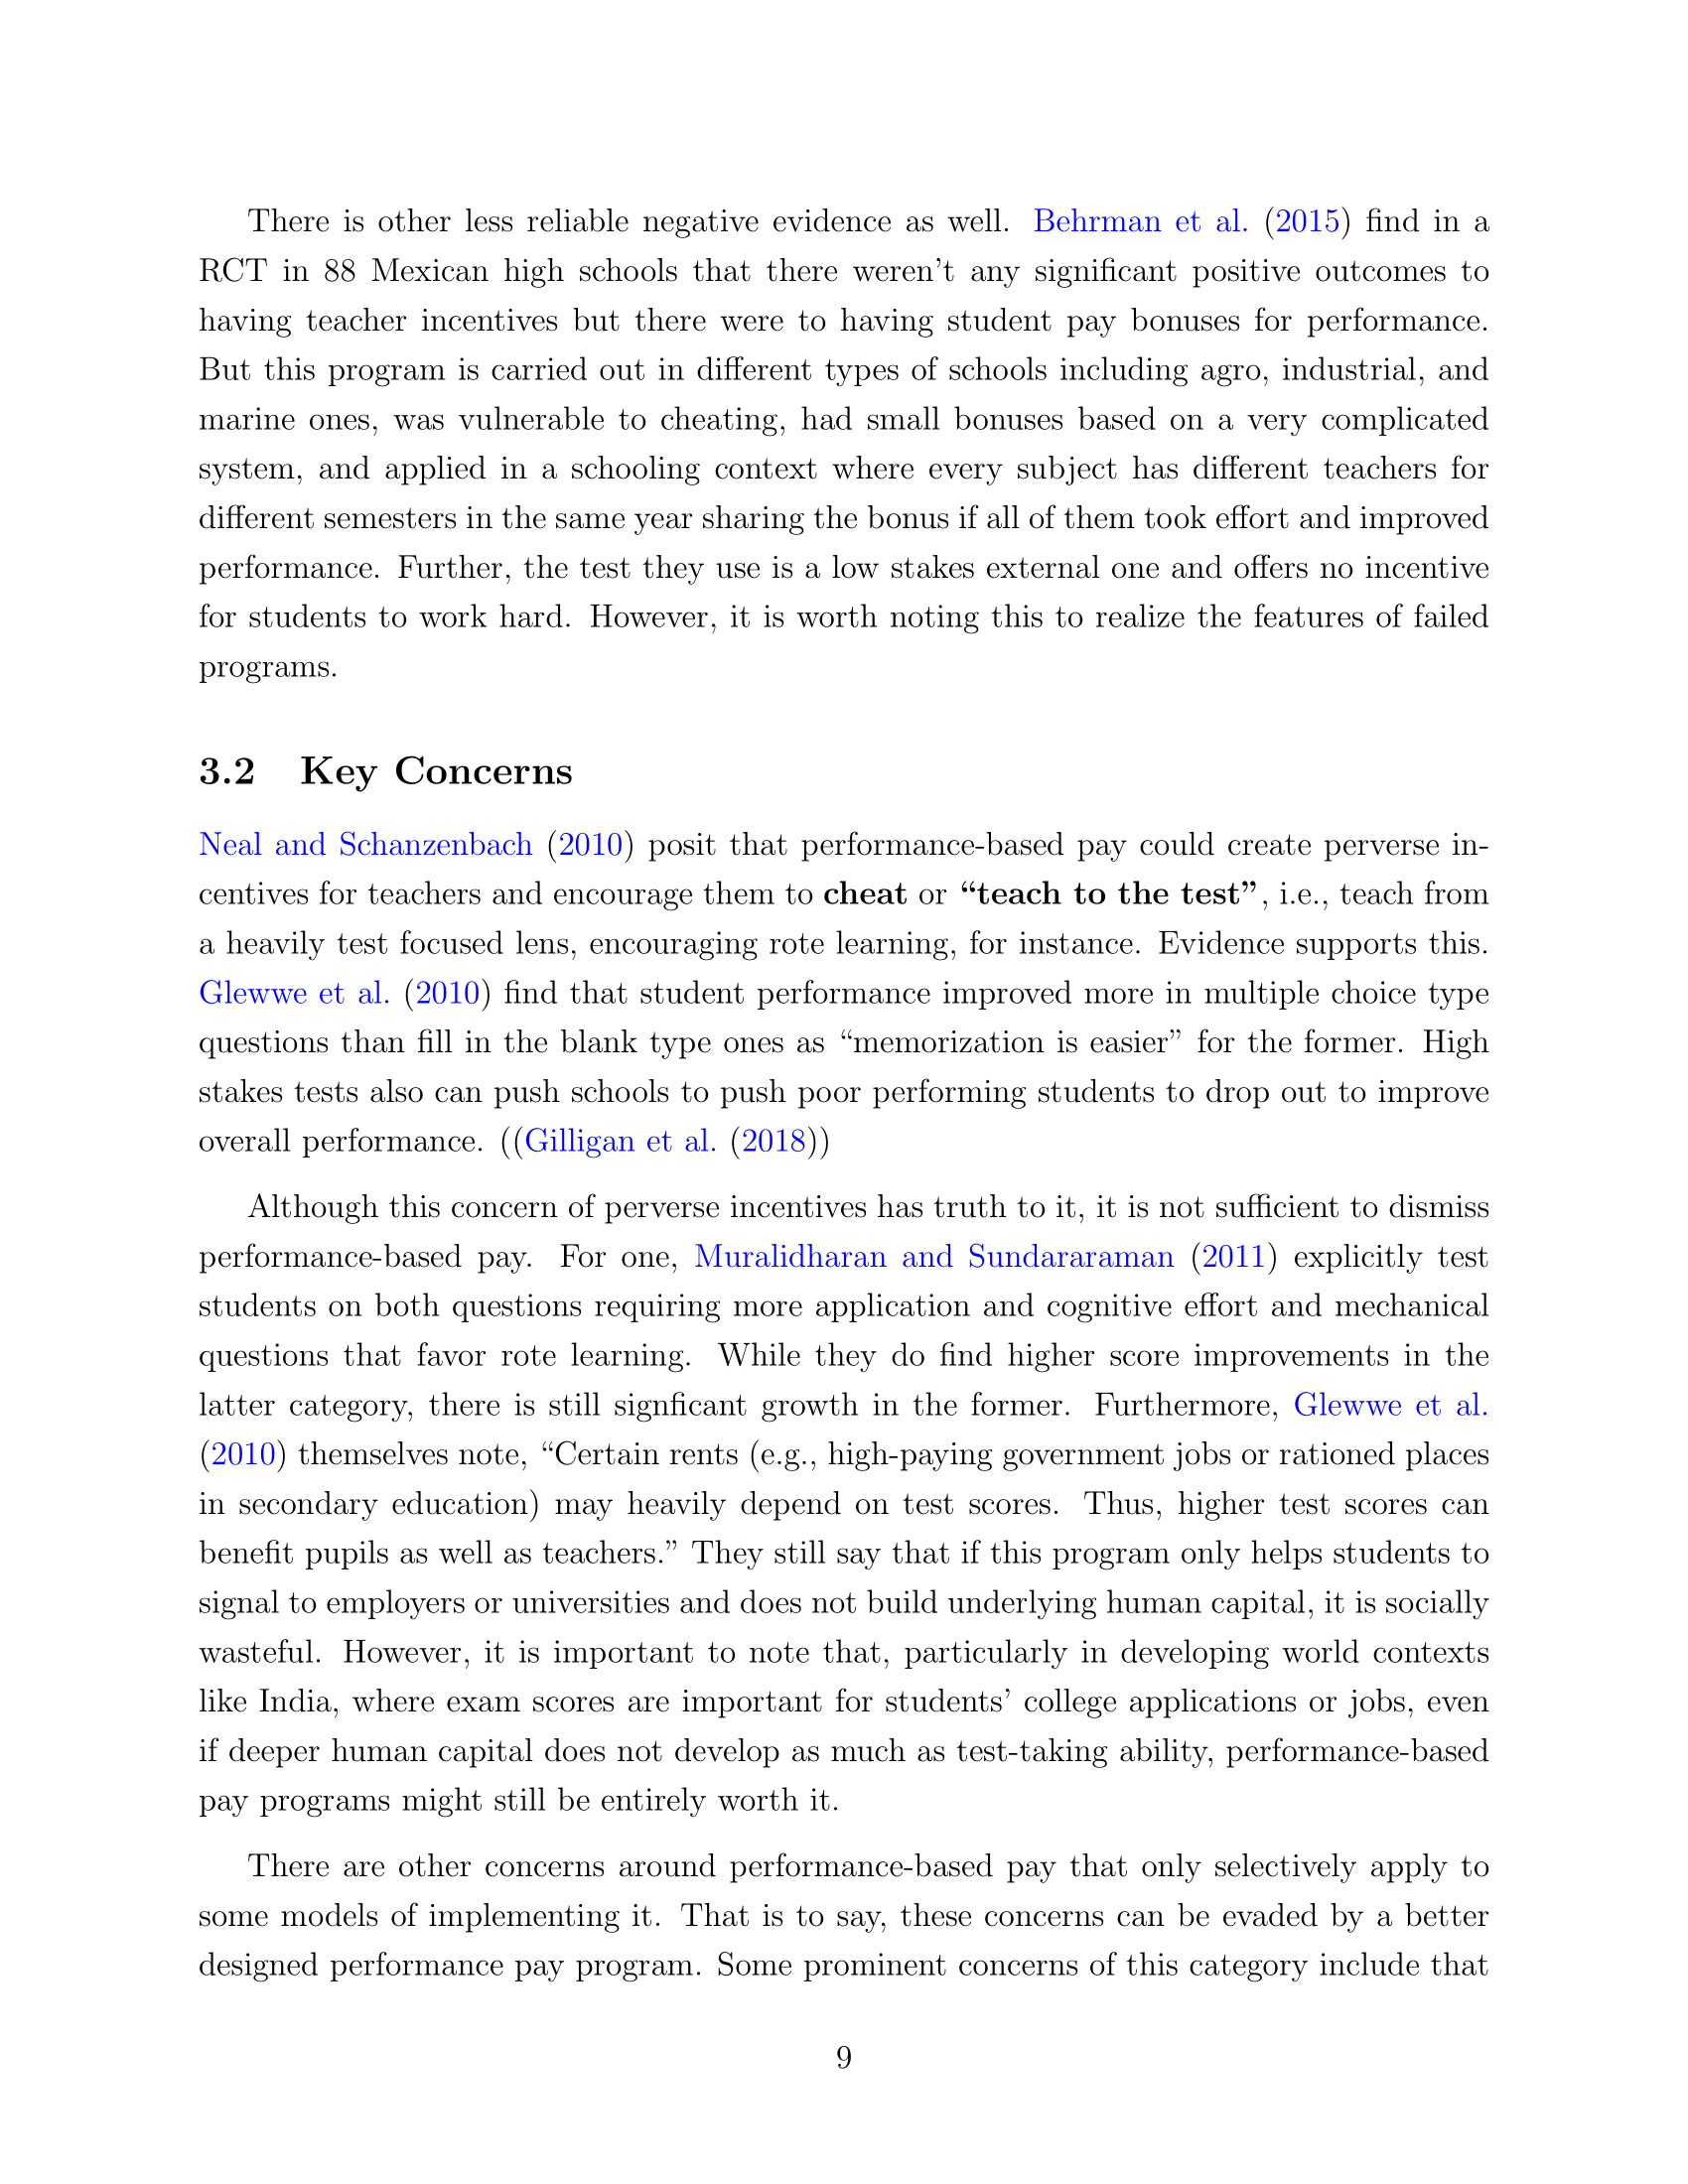 There is other less reliable negative evidence as well. Behrman et al. (2015) find in a
RCT in 88 Mexican high schools that there weren’t any significant positive outcomes to
having teacher incentives but there were to having student pay bonuses for performance.
But this program is carried out in different types of schools including agro, industrial, and
marine ones, was vulnerable to cheating, had small bonuses based on a very complicated
system, and applied in a schooling context where every subject has different teachers for
different semesters in the same year sharing the bonus if all of them took effort and improved
performance. Further, the test they use is a low stakes external one and offers no incentive
for students to work hard. However, it is worth noting this to realize the features of failed
programs.
3.2 Key Concerns
Neal and Schanzenbach (2010) posit that performance-based pay could create perverse in-
centives for teachers and encourage them to cheat or “teach to the test”, i.e., teach from
a heavily test focused lens, encouraging rote learning, for instance. Evidence supports this.
Glewwe et al. (2010) find that student performance improved more in multiple choice type
questions than fill in the blank type ones as “memorization is easier” for the former. High
stakes tests also can push schools to push poor performing students to drop out to improve
overall performance. ((Gilligan et al. (2018))
Although this concern of perverse incentives has truth to it, it is not sufficient to dismiss
performance-based pay. For one, Muralidharan and Sundararaman (2011) explicitly test
students on both questions requiring more application and cognitive effort and mechanical
questions that favor rote learning. While they do find higher score improvements in the
latter category, there is still signficant growth in the former. Furthermore, Glewwe et al.
(2010) themselves note, “Certain rents (e.g., high-paying government jobs or rationed places
in secondary education) may heavily depend on test scores. Thus, higher test scores can
benefit pupils as well as teachers.” They still say that if this program only helps students to
signal to employers or universities and does not build underlying human capital, it is socially
wasteful. However, it is important to note that, particularly in developing world contexts
like India, where exam scores are important for students’ college applications or jobs, even
if deeper human capital does not develop as much as test-taking ability, performance-based
pay programs might still be entirely worth it.
There are other concerns around performance-based pay that only selectively apply to
some models of implementing it. That is to say, these concerns can be evaded by a better
designed performance pay program. Some prominent concerns of this category include that
9